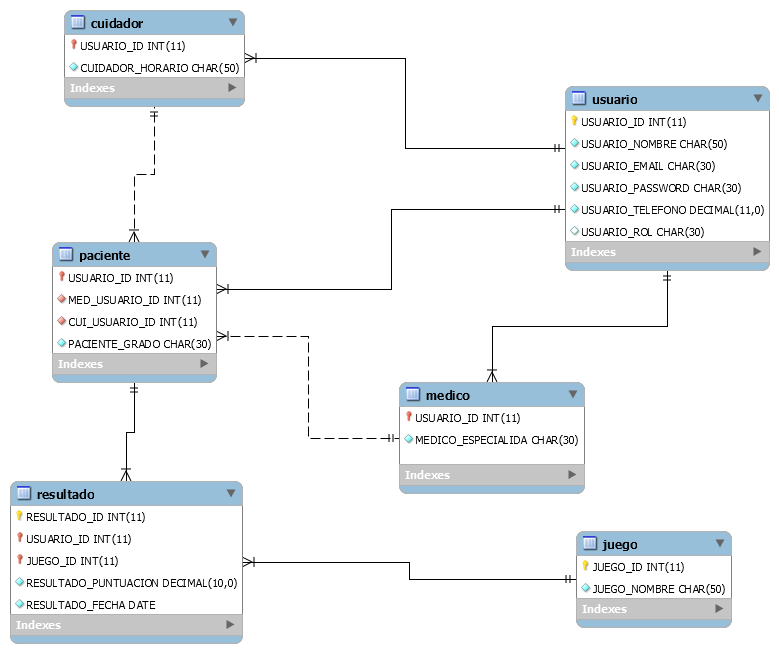 cuidador
USUARIO_ID INT(11)
CUIDADOR_HORARIO CHAR(50)
Indexes
usuario
USUARIO_ID INT(11)
USUARIO_NOMBRE CHAR(50)
USUARIO_EMAIL CHAR(30)
USUARIO_PASSWORD CHAR(30)
USUARIO_TELEFONO DECIMAL(11,0)
USUARIO_ROL CHAR(30)
Indexes
paciente
USUARIO_ID INT(11)
MED_USUARIO_ID INT(11)
CUI_USUARIO_ID INT(11)
PACIENTE_GRADO CHAR(30)
Indexes
medico
USUARIO_ID INT(11)
MEDICO_ESPECIALIDA CHAR(30)
Indexes
resultado
RESULTADO_ID INT(11)
USUARIO_ID INT(11)
JUEGO_ID INT(11)
RESULTADO_PUNTUACION DECIMAL(10,0)
RESULTADO_FECHA DATE
Indexes
juego
JUEGO_ID INT(11)
JUEGO_NOMBRE CHAR(50)
Indexes